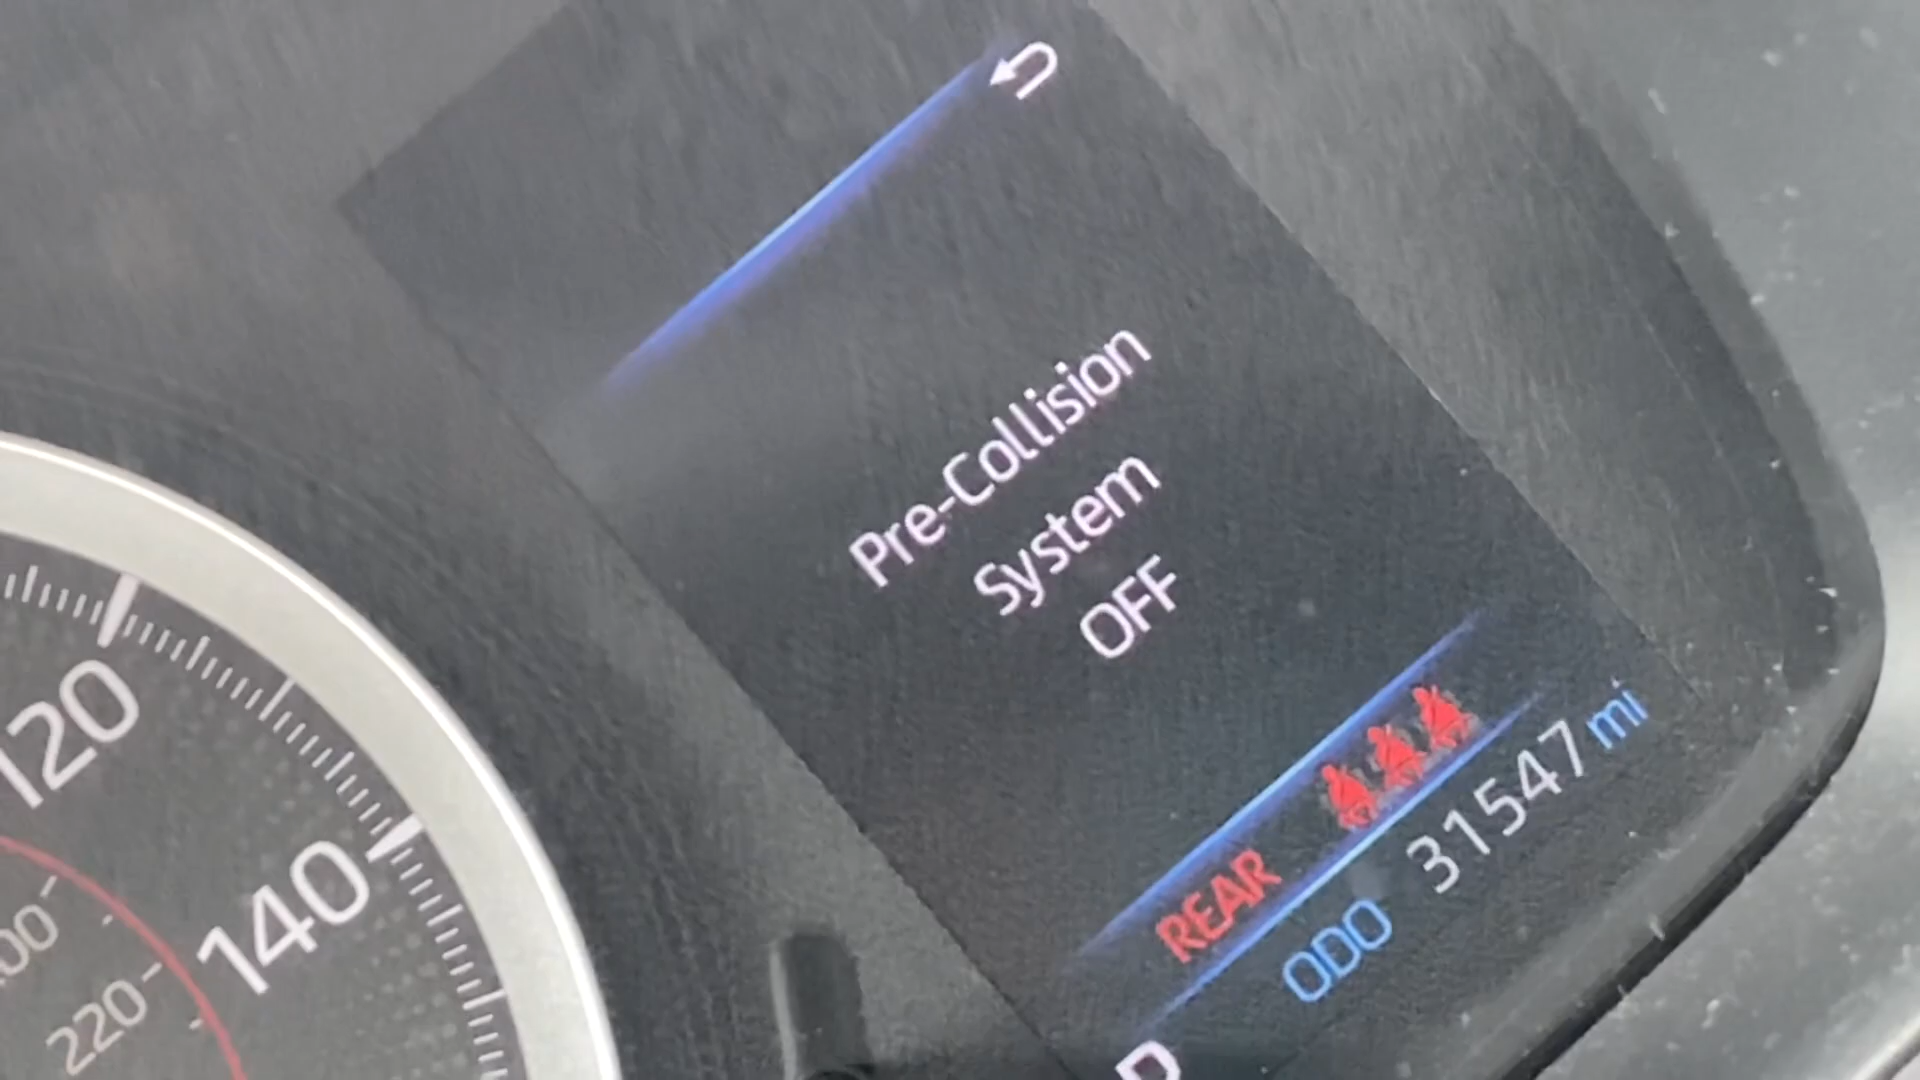 Pre-Collision
System
OFF
REAR
ODO 31547 mi
120
140
220